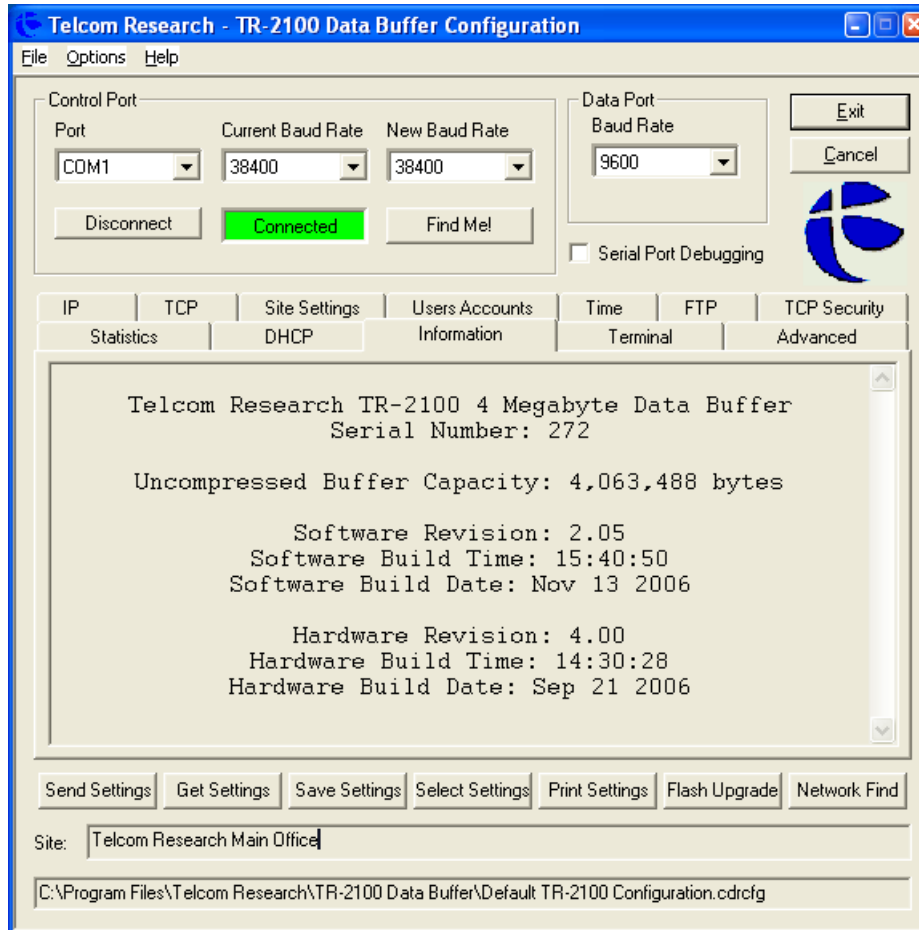 Telcom Research - TR-2100 Data Buffer Configuration
File Options Help
Control Port
Port Current Baud Rate New Baud Rate
COM1 38400 38400
Disconnect Connected Find Me!
Data Port
Baud Rate
9600
Serial Port Debugging
Exit
Cancel
IP TCP Site Settings Users Accounts Time FTP TCP Security
Statistics DHCP Information Terminal Advanced
Telcom Research TR-2100 4 Megabyte Data Buffer
Serial Number: 272
Uncompressed Buffer Capacity: 4,063,488 bytes
Software Revision: 2.05
Software Build Time: 15:40:50
Software Build Date: Nov 13 2006
Hardware Revision: 4.00
Hardware Build Time: 14:30:28
Hardware Build Date: Sep 21 2006
Send Settings Get Settings Save Settings Select Settings Print Settings Flash Upgrade Network Find
Site: Telcom Research Main Office
C:\Program Files\Telcom Research\TR-2100 Data Buffer\Default TR-2100 Configuration.cdrcfg